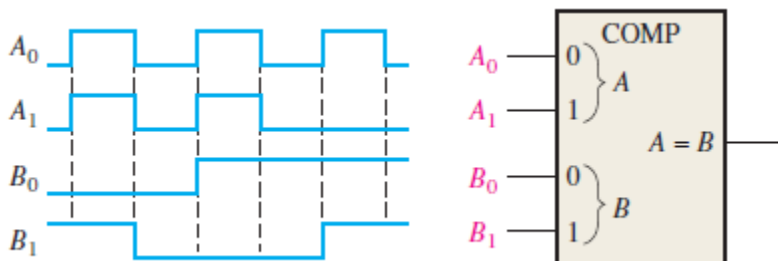 A₀
A₁
B₀
B₁
COMP
A₀ 0
A
A₁ 1
A = B
B₀ 0
B
B₁ 1